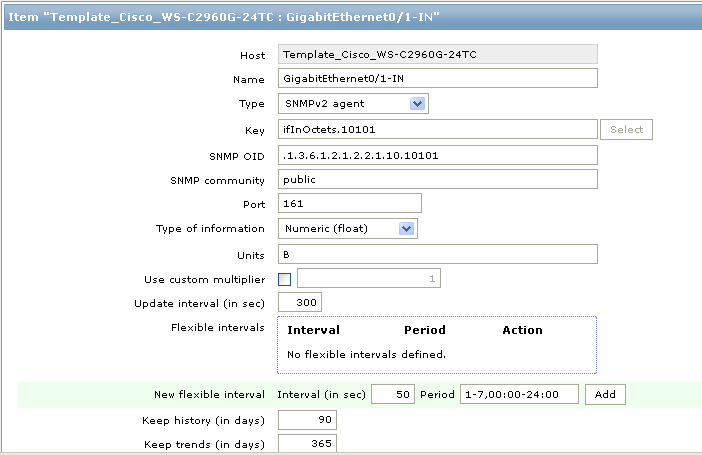 Item "Template_Cisco_WS-C2960G-24TC : GigabitEthernet0/1-IN"
Host Template_Cisco_WS-C2960G-24TC
Name GigabitEthernet0/1-IN
Type SNMPv2 agent
Key ifInOctets.10101 Select
SNMP OID .1.3.6.1.2.1.2.2.1.10.10101
SNMP community public
Port 161
Type of information Numeric (float)
Units B
Use custom multiplier 1
Update interval (in sec) 300
Flexible intervals Interval Period Action
No flexible intervals defined.
New flexible interval Interval (in sec) 50 Period 1-7,00:00-24:00 Add
Keep history (in days) 90
Keep trends (in days) 365